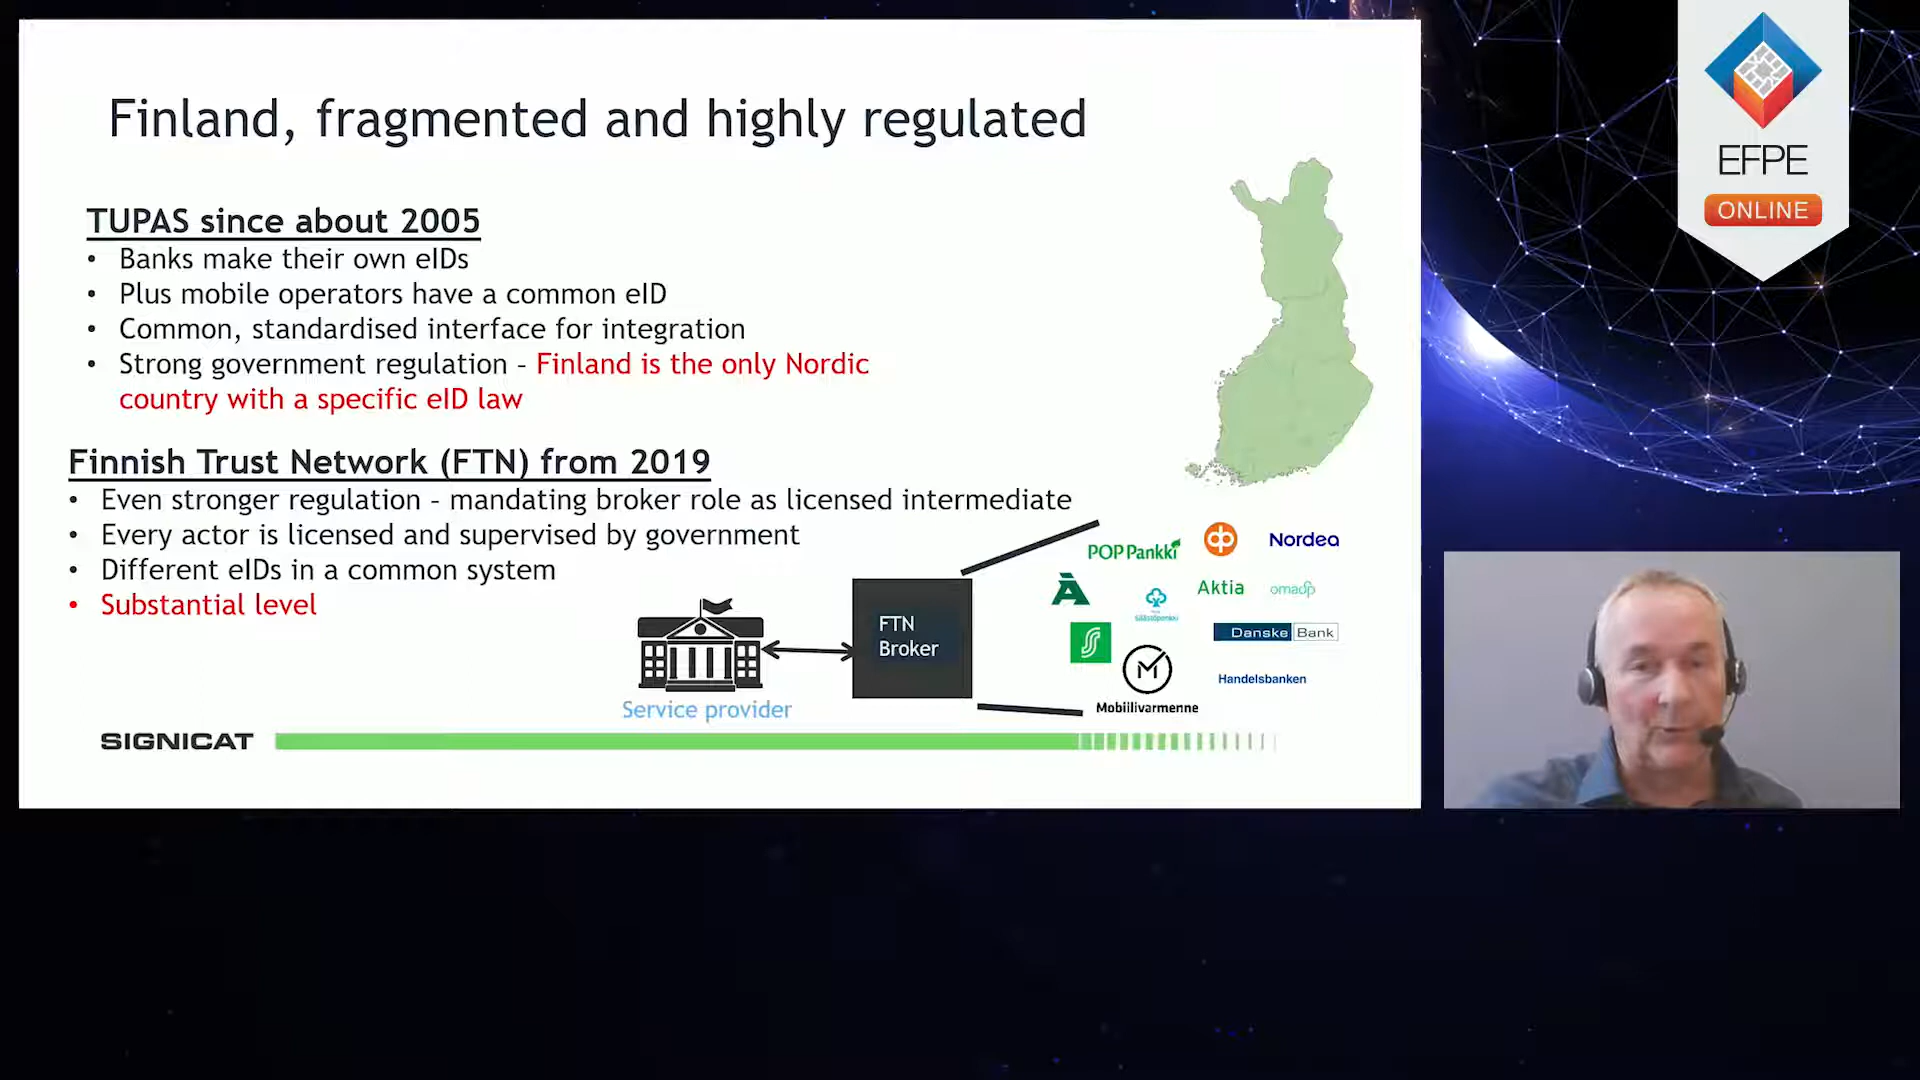 Finland, fragmented and highly regulated
TUPAS since about 2005
• Banks make their own eIDs
• Plus mobile operators have a common eID
• Common, standardised interface for integration
• Strong government regulation – Finland is the only Nordic
country with a specific eID law
Finnish Trust Network (FTN) from 2019
• Even stronger regulation – mandating broker role as licensed intermediate
• Every actor is licensed and supervised by government
• Different eIDs in a common system
• Substantial level
Service provider
FTN
Broker
POP Pankki
Nordea
Aktia
omasp
Säästöpankki
Danske Bank
Handelsbanken
Mobiilivarmenne
SIGNICAT
EFPE
ONLINE